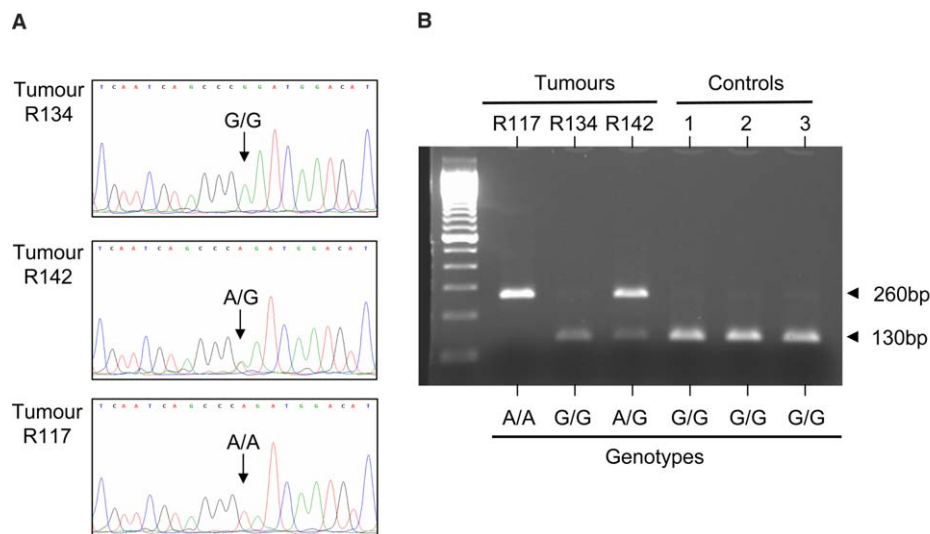 A
Tumour
R134
T C A A T C A G C C C G G A T G G A C A T
G/G
Tumour
R142
T C A A T C A G C C C A G A T G G A C A T
A/G
Tumour
R117
T C A A T C A G C C C A G A T G G A C A T
A/A
B
Tumours
Controls
R117 R134 R142 1 2 3
260bp
130bp
A/A G/G A/G G/G G/G G/G
Genotypes